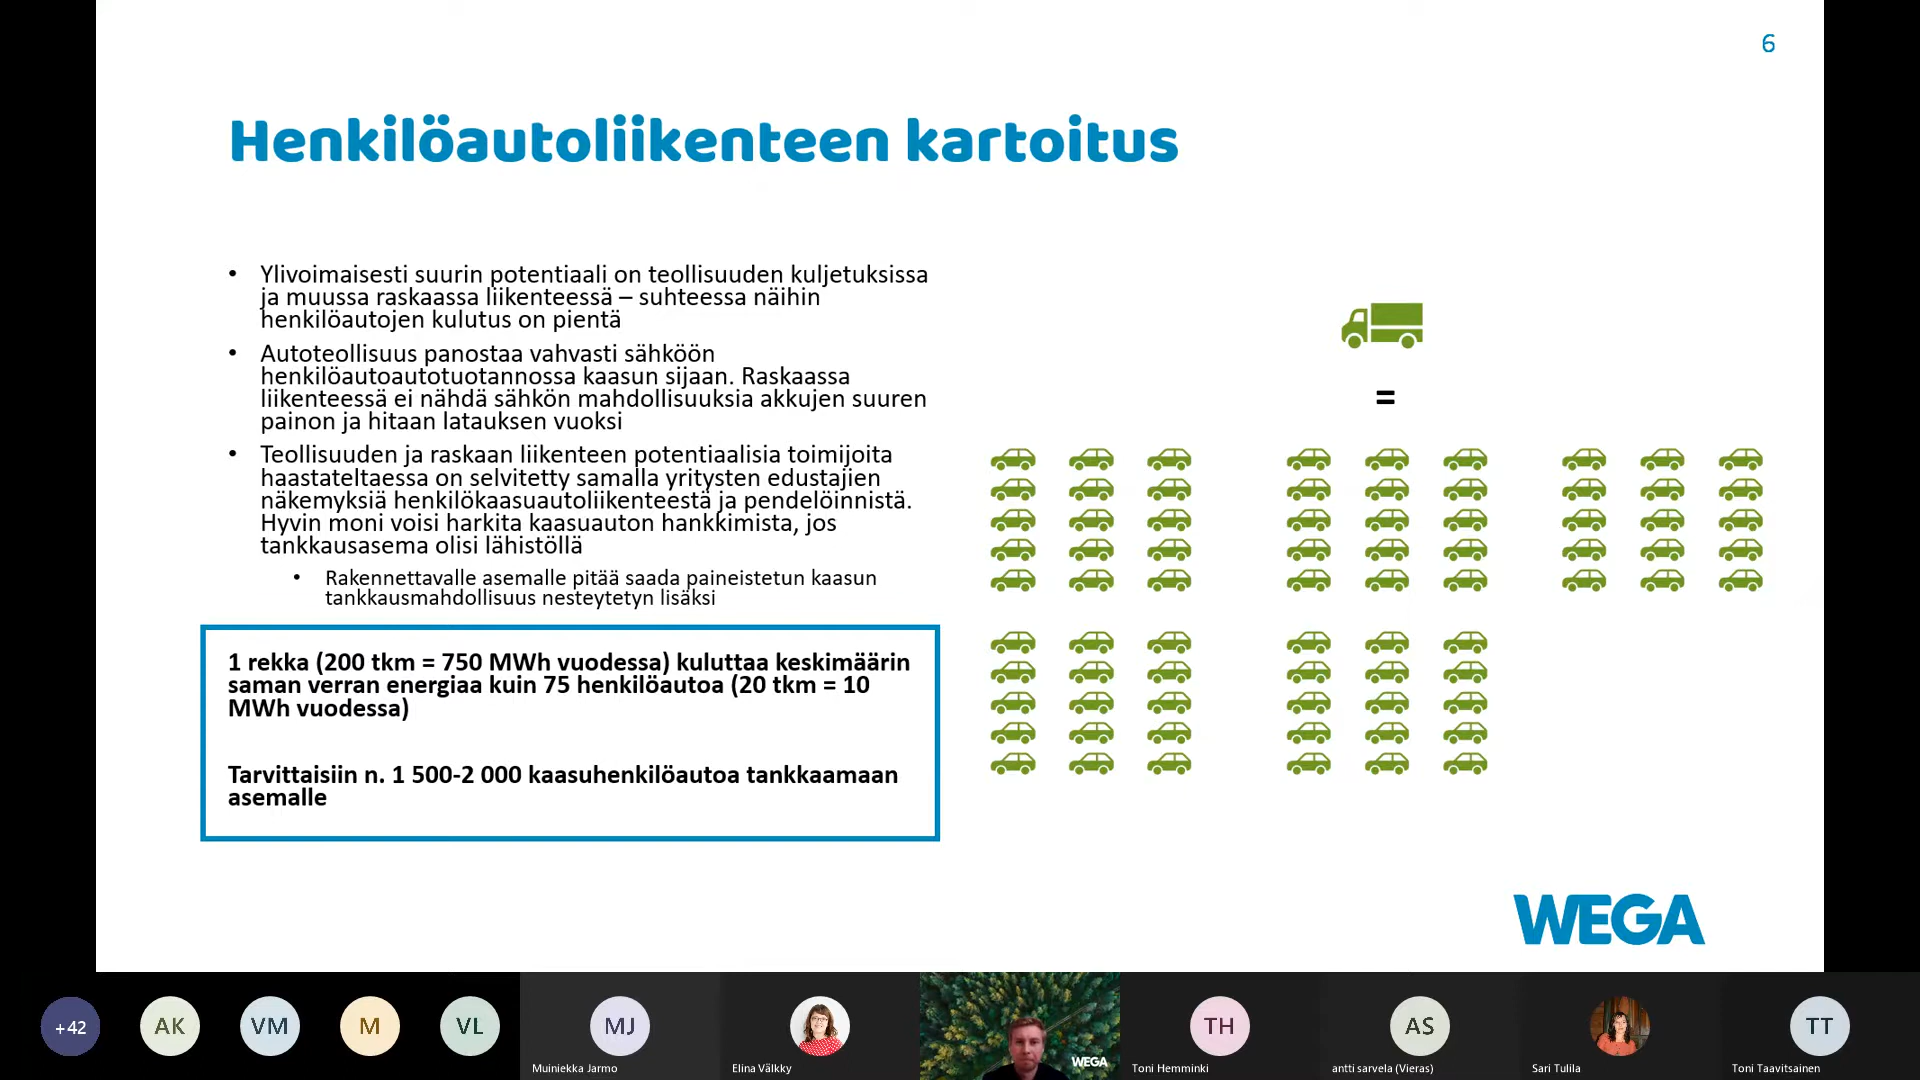 6
Henkilöautoliikenteen kartoitus
• Ylivoimaisesti suurin potentiaali on teollisuuden kuljetuksissa
ja muussa raskaassa liikenteessä – suhteessa näihin
henkilöautojen kulutus on pientä
• Autoteollisuus panostaa vahvasti sähköön
henkilöautoautotuotannossa kaasun sijaan. Raskaassa
liikenteessä ei nähdä sähkön mahdollisuuksia akkujen suuren
painon ja hitaan latauksen vuoksi
• Teollisuuden ja raskaan liikenteen potentiaalisia toimijoita
haastateltaessa on selvitetty samalla yritysten edustajien
näkemyksiä henkilökaasuautoliikenteestä ja pendelöinnistä.
Hyvin moni voisi harkita kaasuauton hankkimista, jos
tankkausasema olisi lähistöllä
• Rakennettavalle asemalle pitää saada paineistetun kaasun
tankkausmahdollisuus nesteytetyn lisäksi
1 rekka (200 tkm = 750 MWh vuodessa) kuluttaa keskimäärin
saman verran energiaa kuin 75 henkilöautoa (20 tkm = 10
MWh vuodessa)
Tarvittaisiin n. 1 500-2 000 kaasuhenkilöautoa tankkaamaan
asemalle
=
WEGA
+42
AK
VM
M
VL
MJ
Muiniekka Jarmo
Elina Välkky
WEGA
TH
Toni Hemminki
AS
antti sarvela (Vieras)
Sari Tulila
TT
Toni Taavitsainen